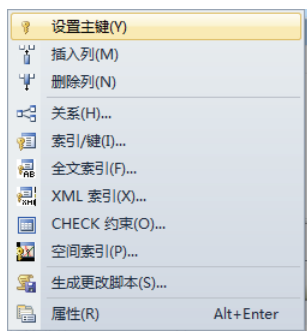 设置主键(Y)
插入列(M)
删除列(N)
关系(H)...
索引/键(I)...
全文索引(F)...
XML 索引(X)...
CHECK 约束(O)...
空间索引(P)...
生成更改脚本(S)...
属性(R) Alt+Enter